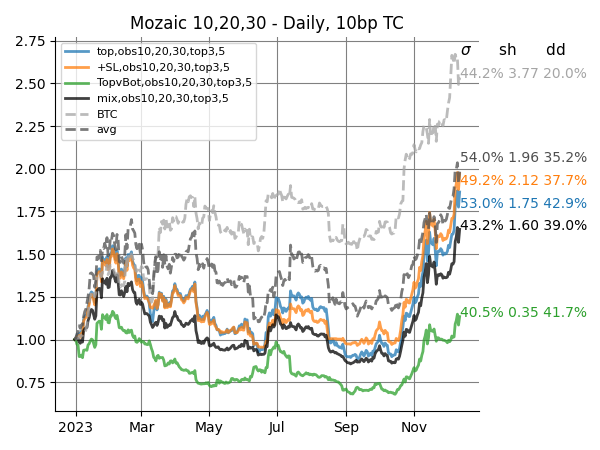 Mozaic 10,20,30 - Daily, 10bp TC
σ sh dd
top,obs10,20,30,top3,5
+SL,obs10,20,30,top3,5
TopvBot,obs10,20,30,top3,5
mix,obs10,20,30,top3,5
BTC
avg
44.2% 3.77 20.0%
54.0% 1.96 35.2%
49.2% 2.12 37.7%
53.0% 1.75 42.9%
43.2% 1.60 39.0%
40.5% 0.35 41.7%
2.75
2.50
2.25
2.00
1.75
1.50
1.25
1.00
0.75
2023 Mar May Jul Sep Nov